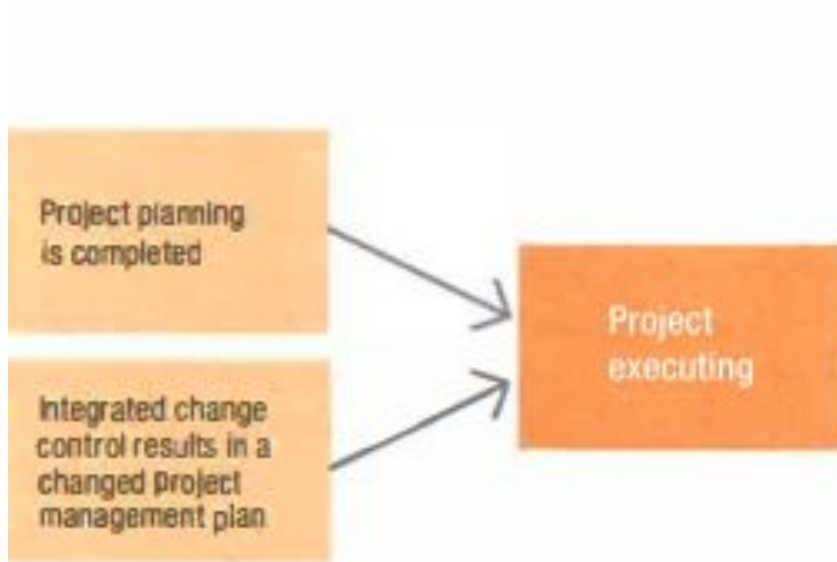 Project planning
is completed
Integrated change
control results in a
changed project
management plan
Project
executing